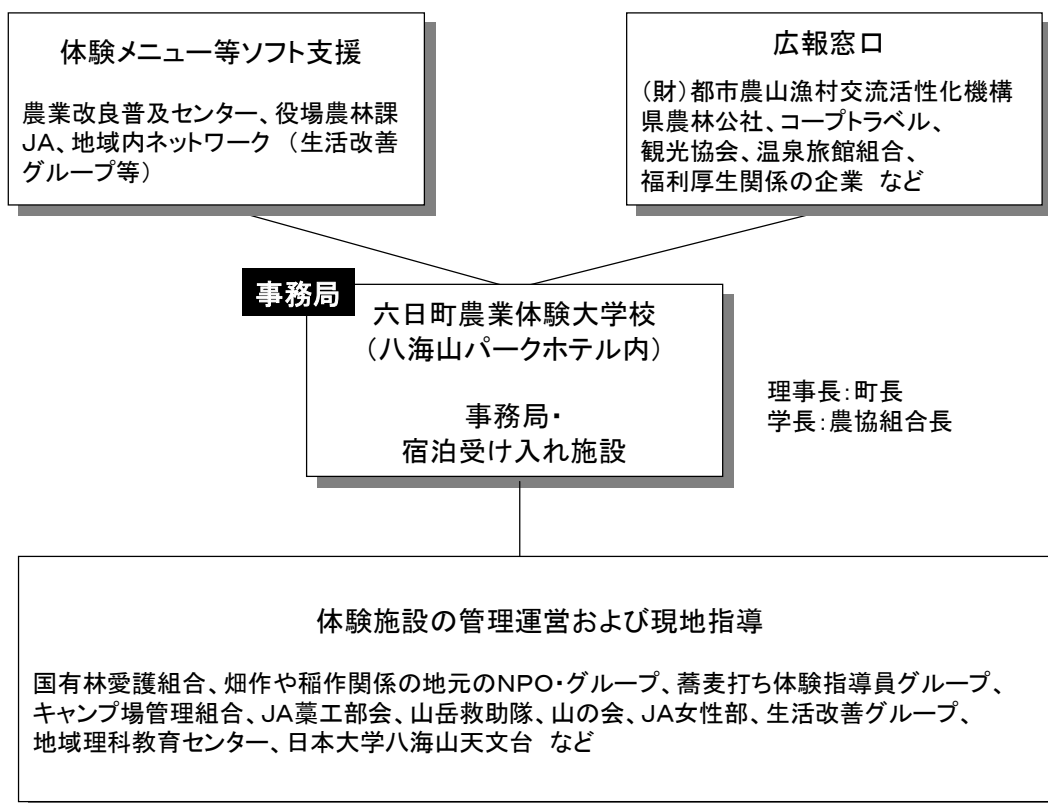 体験メニュー等ソフト支援
農業改良普及センター、役場農林課
JA、地域内ネットワーク （生活改善
グループ等）
広報窓口
（財）都市農山漁村交流活性化機構
県農林公社、コープトラベル、
観光協会、温泉旅館組合、
福利厚生関係の企業 など
事務局
六日町農業体験大学校
（八海山パークホテル内）
事務局・
宿泊受け入れ施設
理事長：町長
学長：農協組合長
体験施設の管理運営および現地指導
国有林愛護組合、畑作や稲作関係の地元のNPO・グループ、蕎麦打ち体験指導員グループ、
キャンプ場管理組合、JA藁工部会、山岳救助隊、山の会、JA女性部、生活改善グループ、
地域理科教育センター、日本大学八海山天文台 など